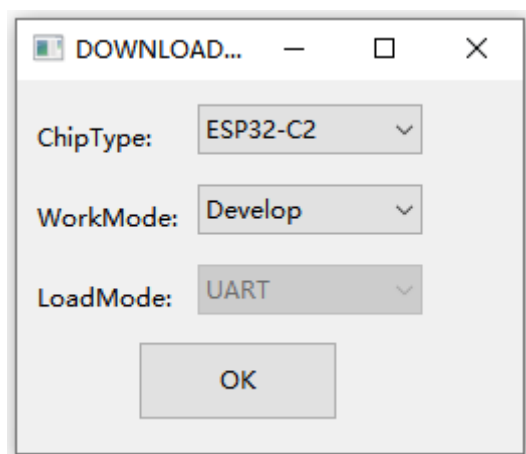 DOWNLOAD...
ChipType: ESP32-C2
WorkMode: Develop
LoadMode: UART
OK